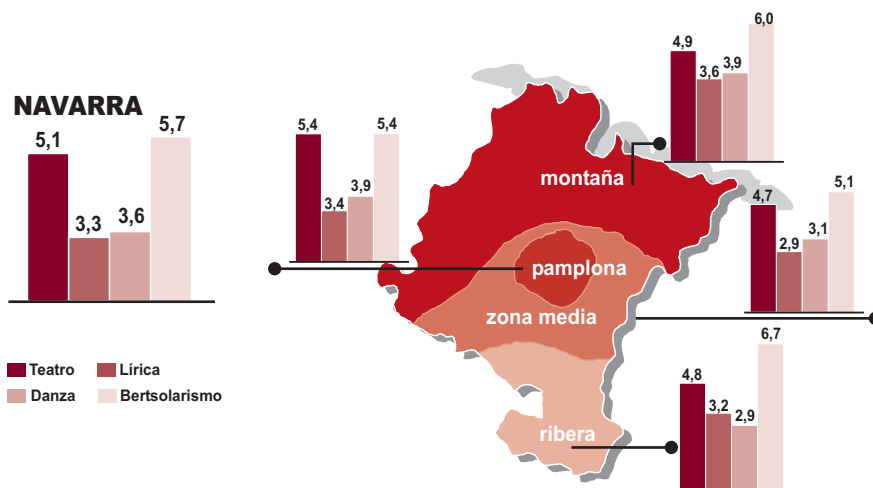 NAVARRA
5,1
3,3
3,6
5,7
Teatro
Lírica
Danza
Bertsolarismo
5,4
3,4
3,9
5,4
4,9
3,6
3,9
6,0
4,7
2,9
3,1
5,1
4,8
3,2
2,9
6,7
montaña
pamplona
zona media
ribera